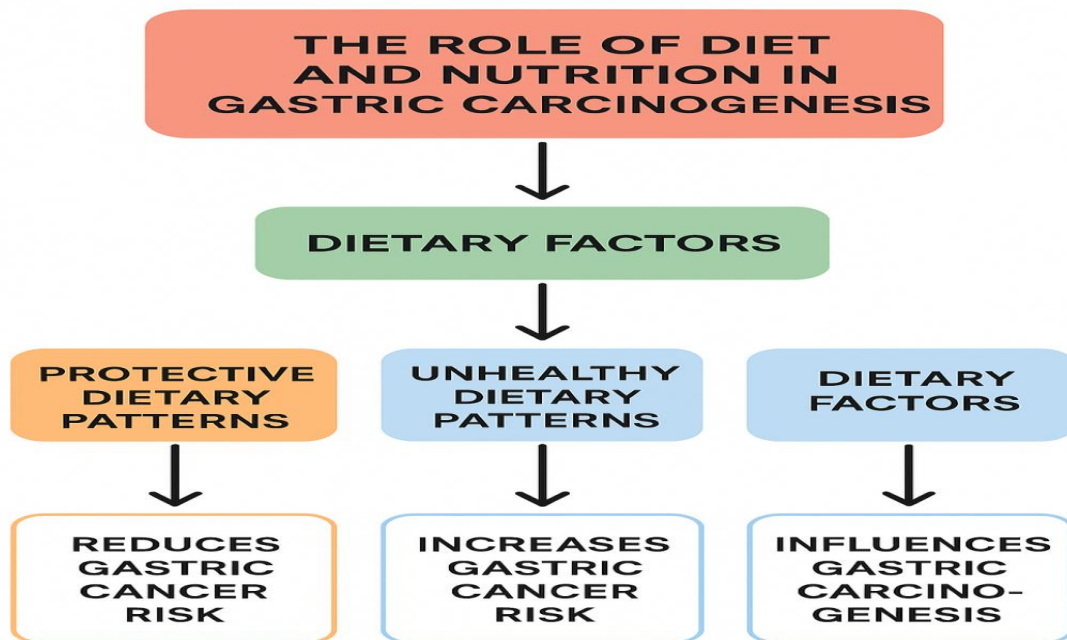 THE ROLE OF DIET
AND NUTRITION IN
GASTRIC CARCINOGENESIS
DIETARY FACTORS
PROTECTIVE
DIETARY
PATTERNS
UNHEALTHY
DIETARY
PATTERNS
DIETARY
FACTORS
REDUCES
GASTRIC
CANCER
RISK
INCREASES
GASTRIC
CANCER
RISK
INFLUENCES
GASTRIC
CARCINO-
GENESIS